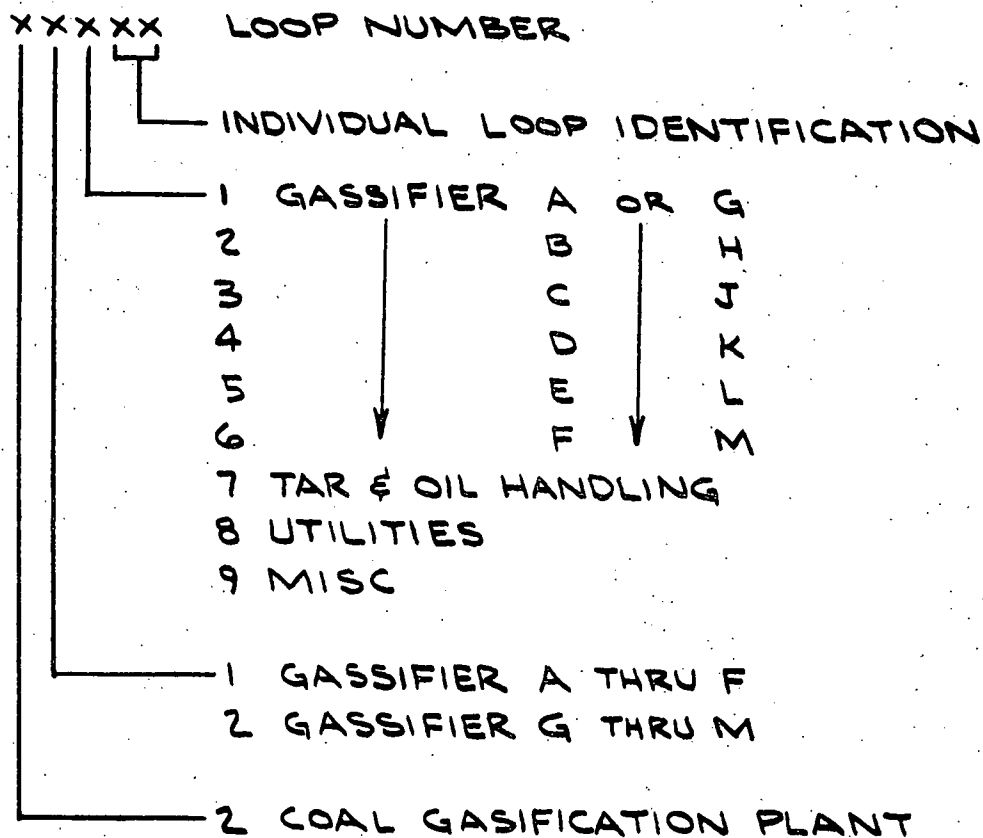 XXXXX LOOP NUMBER
INDIVIDUAL LOOP IDENTIFICATION
1 GASSIFIER A OR G
2 B H
3 C J
4 D K
5 E L
6 F M
7 TAR & OIL HANDLING
8 UTILITIES
9 MISC
1 GASSIFIER A THRU F
2 GASSIFIER G THRU M
2 COAL GASIFICATION PLANT